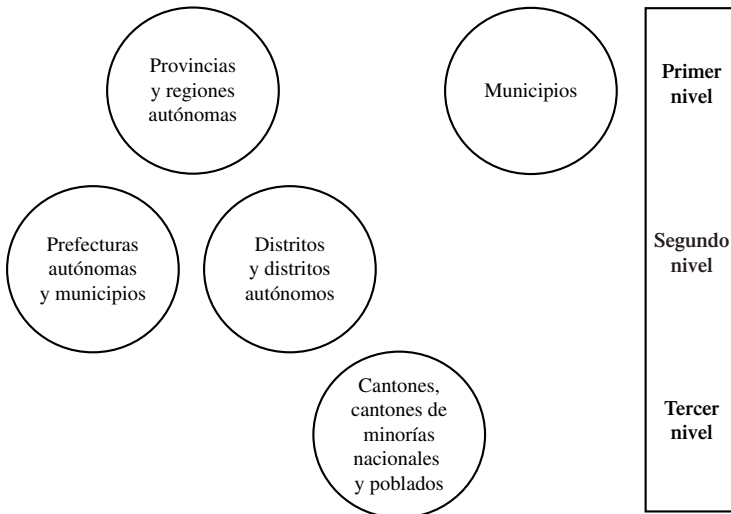 Provincias
y regiones
autónomas
Municipios
Primer
nivel
Prefecturas
autónomas
y municipios
Distritos
y distritos
autónomos
Segundo
nivel
Cantones,
cantones de
minorías
nacionales
y poblados
Tercer
nivel